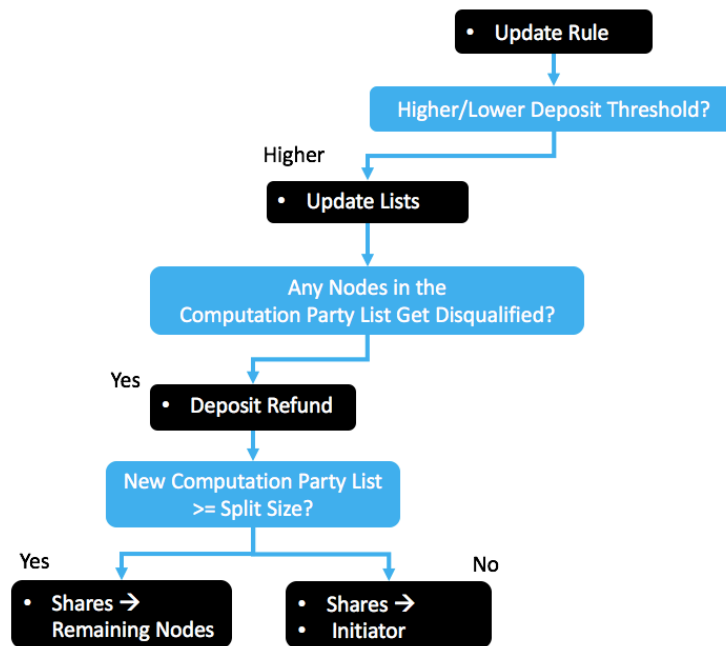 • Update Rule
Higher/Lower Deposit Threshold?
Higher
• Update Lists
Any Nodes in the
Computation Party List Get Disqualified?
Yes
• Deposit Refund
New Computation Party List
>= Split Size?
Yes
No
• Shares →
Remaining Nodes
• Shares →
• Initiator